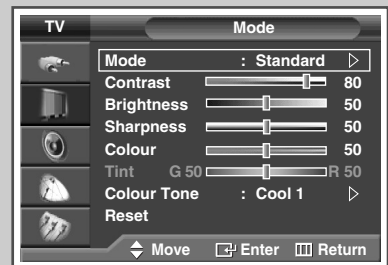 TV Mode
Mode : Standard
Contrast 80
Brightness 50
Sharpness 50
Colour 50
Tint G 50 R 50
Colour Tone : Cool 1
Reset
Move Enter Return